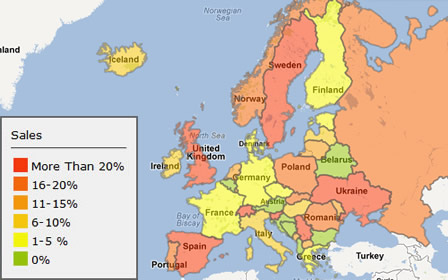 Norwegian
Sea
Iceland
Sweden
Finland
Norway
North Sea
United
Kingdom
Denmark
Ireland
Belarus
Poland
Germany
Ukraine
France
Austria
Bay of
Biscay
Romania
Italy
Spain
Portugal
Greece
Turkey
Sales
More Than 20%
16-20%
11-15%
6-10%
1-5 %
0%